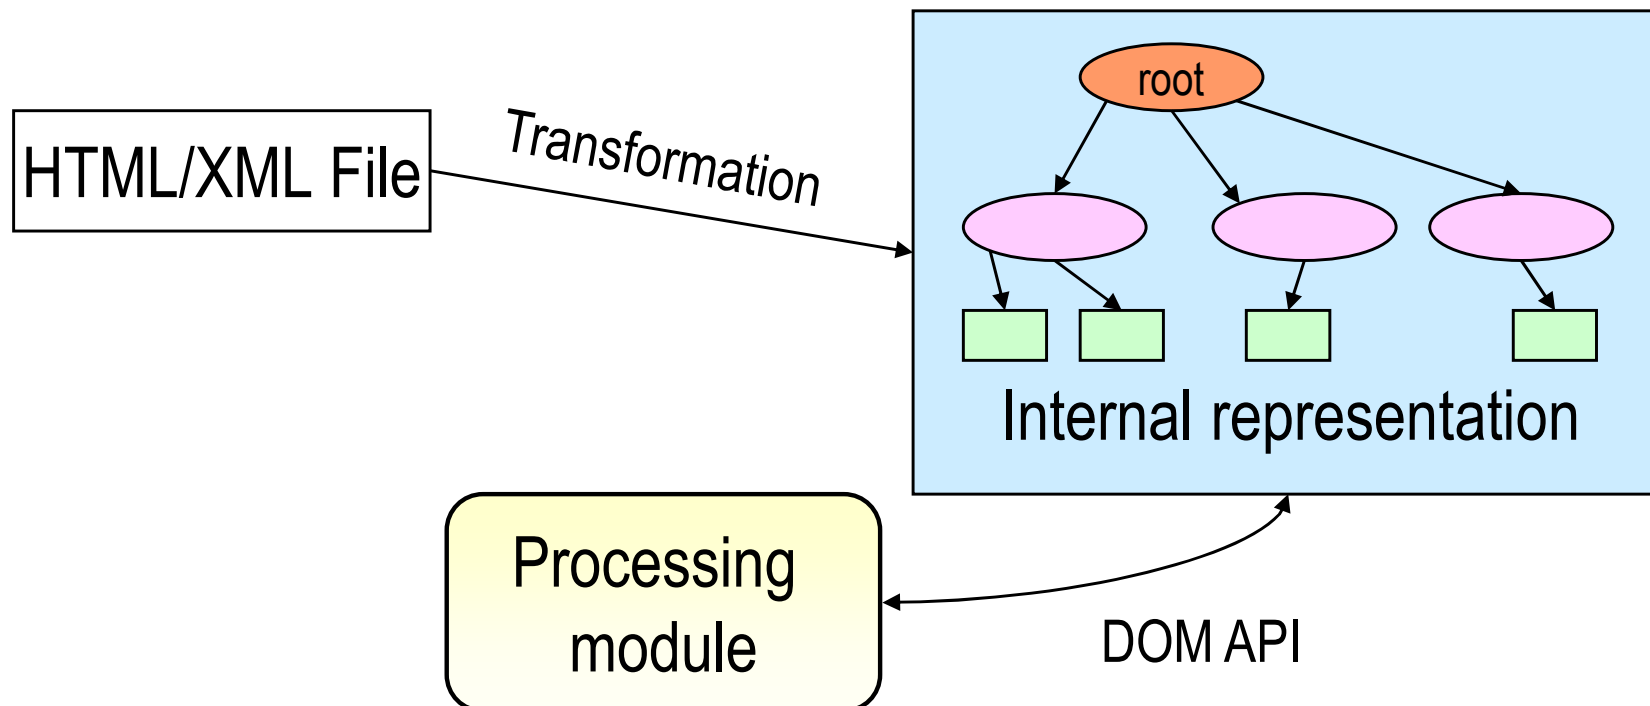 root
HTML/XML File
Transformation
Internal representation
Processing
module
DOM API